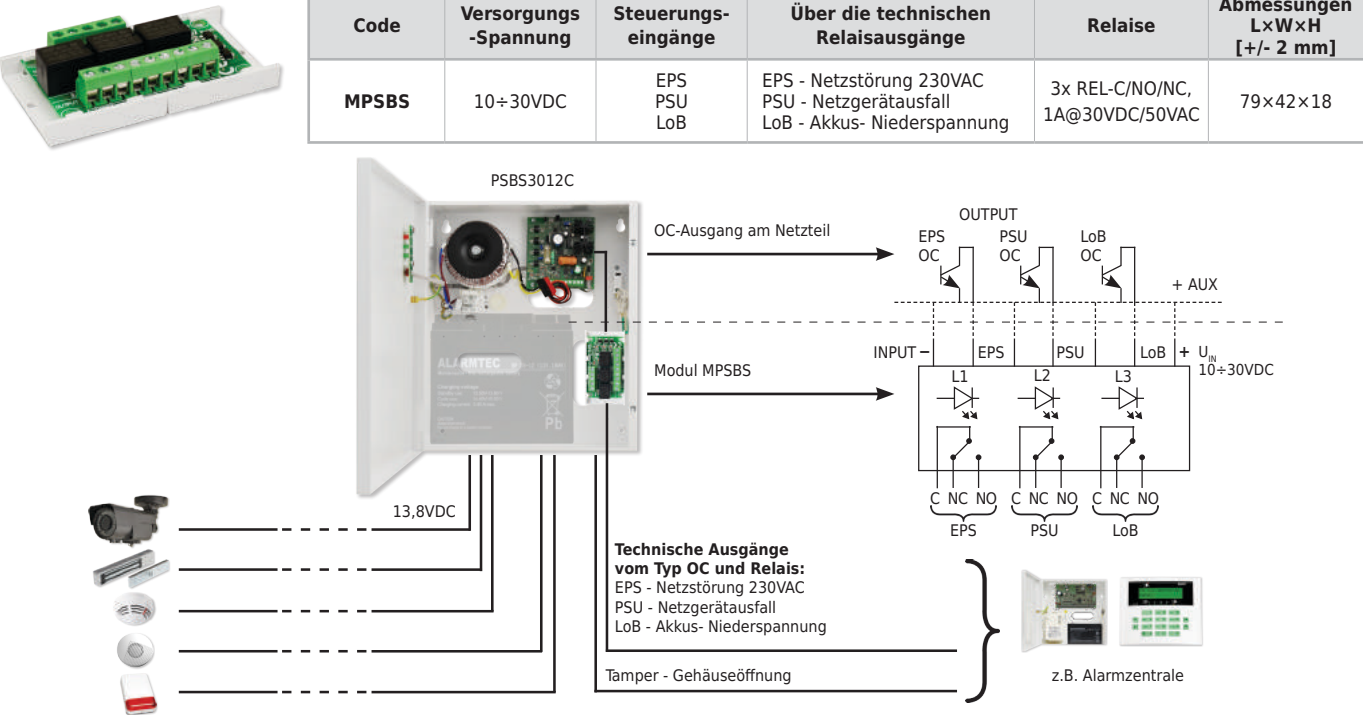 Code
Versorgungs
-Spannung
Steuerungs-
eingänge
Über die technischen
Relaisausgänge
Relaise
Abmessungen
L×W×H
[+/- 2 mm]
MPSBS
10÷30VDC
EPS
PSU
LoB
EPS - Netzstörung 230VAC
PSU - Netzgerätausfall
LoB - Akkus- Niederspannung
3x REL-C/NO/NC,
1A@30VDC/50VAC
79×42×18
PSBS3012C
OC-Ausgang am Netzteil
OUTPUT
EPS
OC
PSU
OC
LoB
OC
+ AUX
INPUT − EPS PSU LoB + UIN
10÷30VDC
Modul MPSBS
L1 L2 L3
ALARMTEC
Pb
C NC NO C NC NO C NC NO
EPS PSU LoB
13,8VDC
Technische Ausgänge
vom Typ OC und Relais:
EPS - Netzstörung 230VAC
PSU - Netzgerätausfall
LoB - Akkus- Niederspannung
Tamper - Gehäuseöffnung
z.B. Alarmzentrale